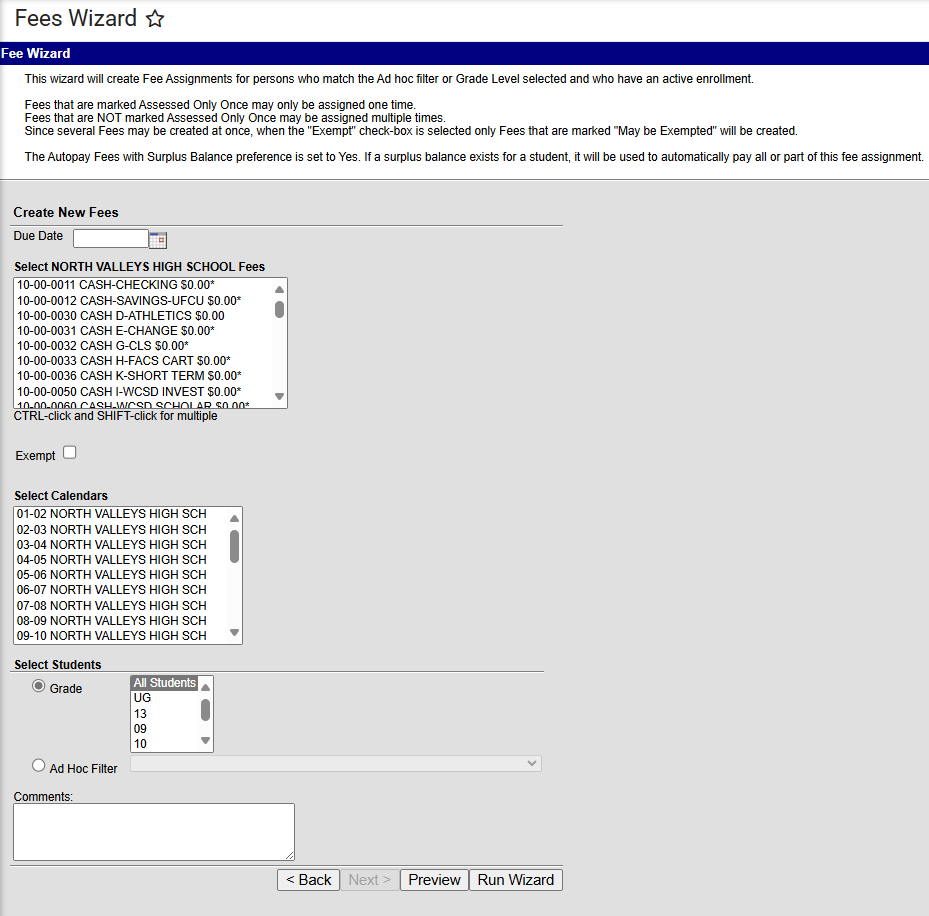 Fees Wizard
Fee Wizard
This wizard will create Fee Assignments for persons who match the Ad hoc filter or Grade Level selected and who have an active enrollment.
Fees that are marked Assessed Only Once may only be assigned one time.
Fees that are NOT marked Assessed Only Once may be assigned multiple times.
Since several Fees may be created at once, when the "Exempt" check-box is selected only Fees that are marked "May be Exempted" will be created.
The Autopay Fees with Surplus Balance preference is set to Yes. If a surplus balance exists for a student, it will be used to automatically pay all or part of this fee assignment.
Create New Fees
Due Date
Select NORTH VALLEYS HIGH SCHOOL Fees
10-00-0011 CASH-CHECKING $0.00*
10-00-0012 CASH-SAVINGS-UFCU $0.00*
10-00-0030 CASH D-ATHLETICS $0.00
10-00-0031 CASH E-CHANGE $0.00*
10-00-0032 CASH G-CLS $0.00*
10-00-0033 CASH H-FACS CART $0.00*
10-00-0036 CASH K-SHORT TERM $0.00*
10-00-0050 CASH I-WCSD INVEST $0.00*
10-00-0060 CASH-WCSD SCHOLAR $0.00*
CTRL-click and SHIFT-click for multiple
Exempt
Select Calendars
01-02 NORTH VALLEYS HIGH SCH
02-03 NORTH VALLEYS HIGH SCH
03-04 NORTH VALLEYS HIGH SCH
04-05 NORTH VALLEYS HIGH SCH
05-06 NORTH VALLEYS HIGH SCH
06-07 NORTH VALLEYS HIGH SCH
07-08 NORTH VALLEYS HIGH SCH
08-09 NORTH VALLEYS HIGH SCH
09-10 NORTH VALLEYS HIGH SCH
Select Students
Grade
All Students
UG
13
09
10
Ad Hoc Filter
Comments:
< Back Next > Preview Run Wizard